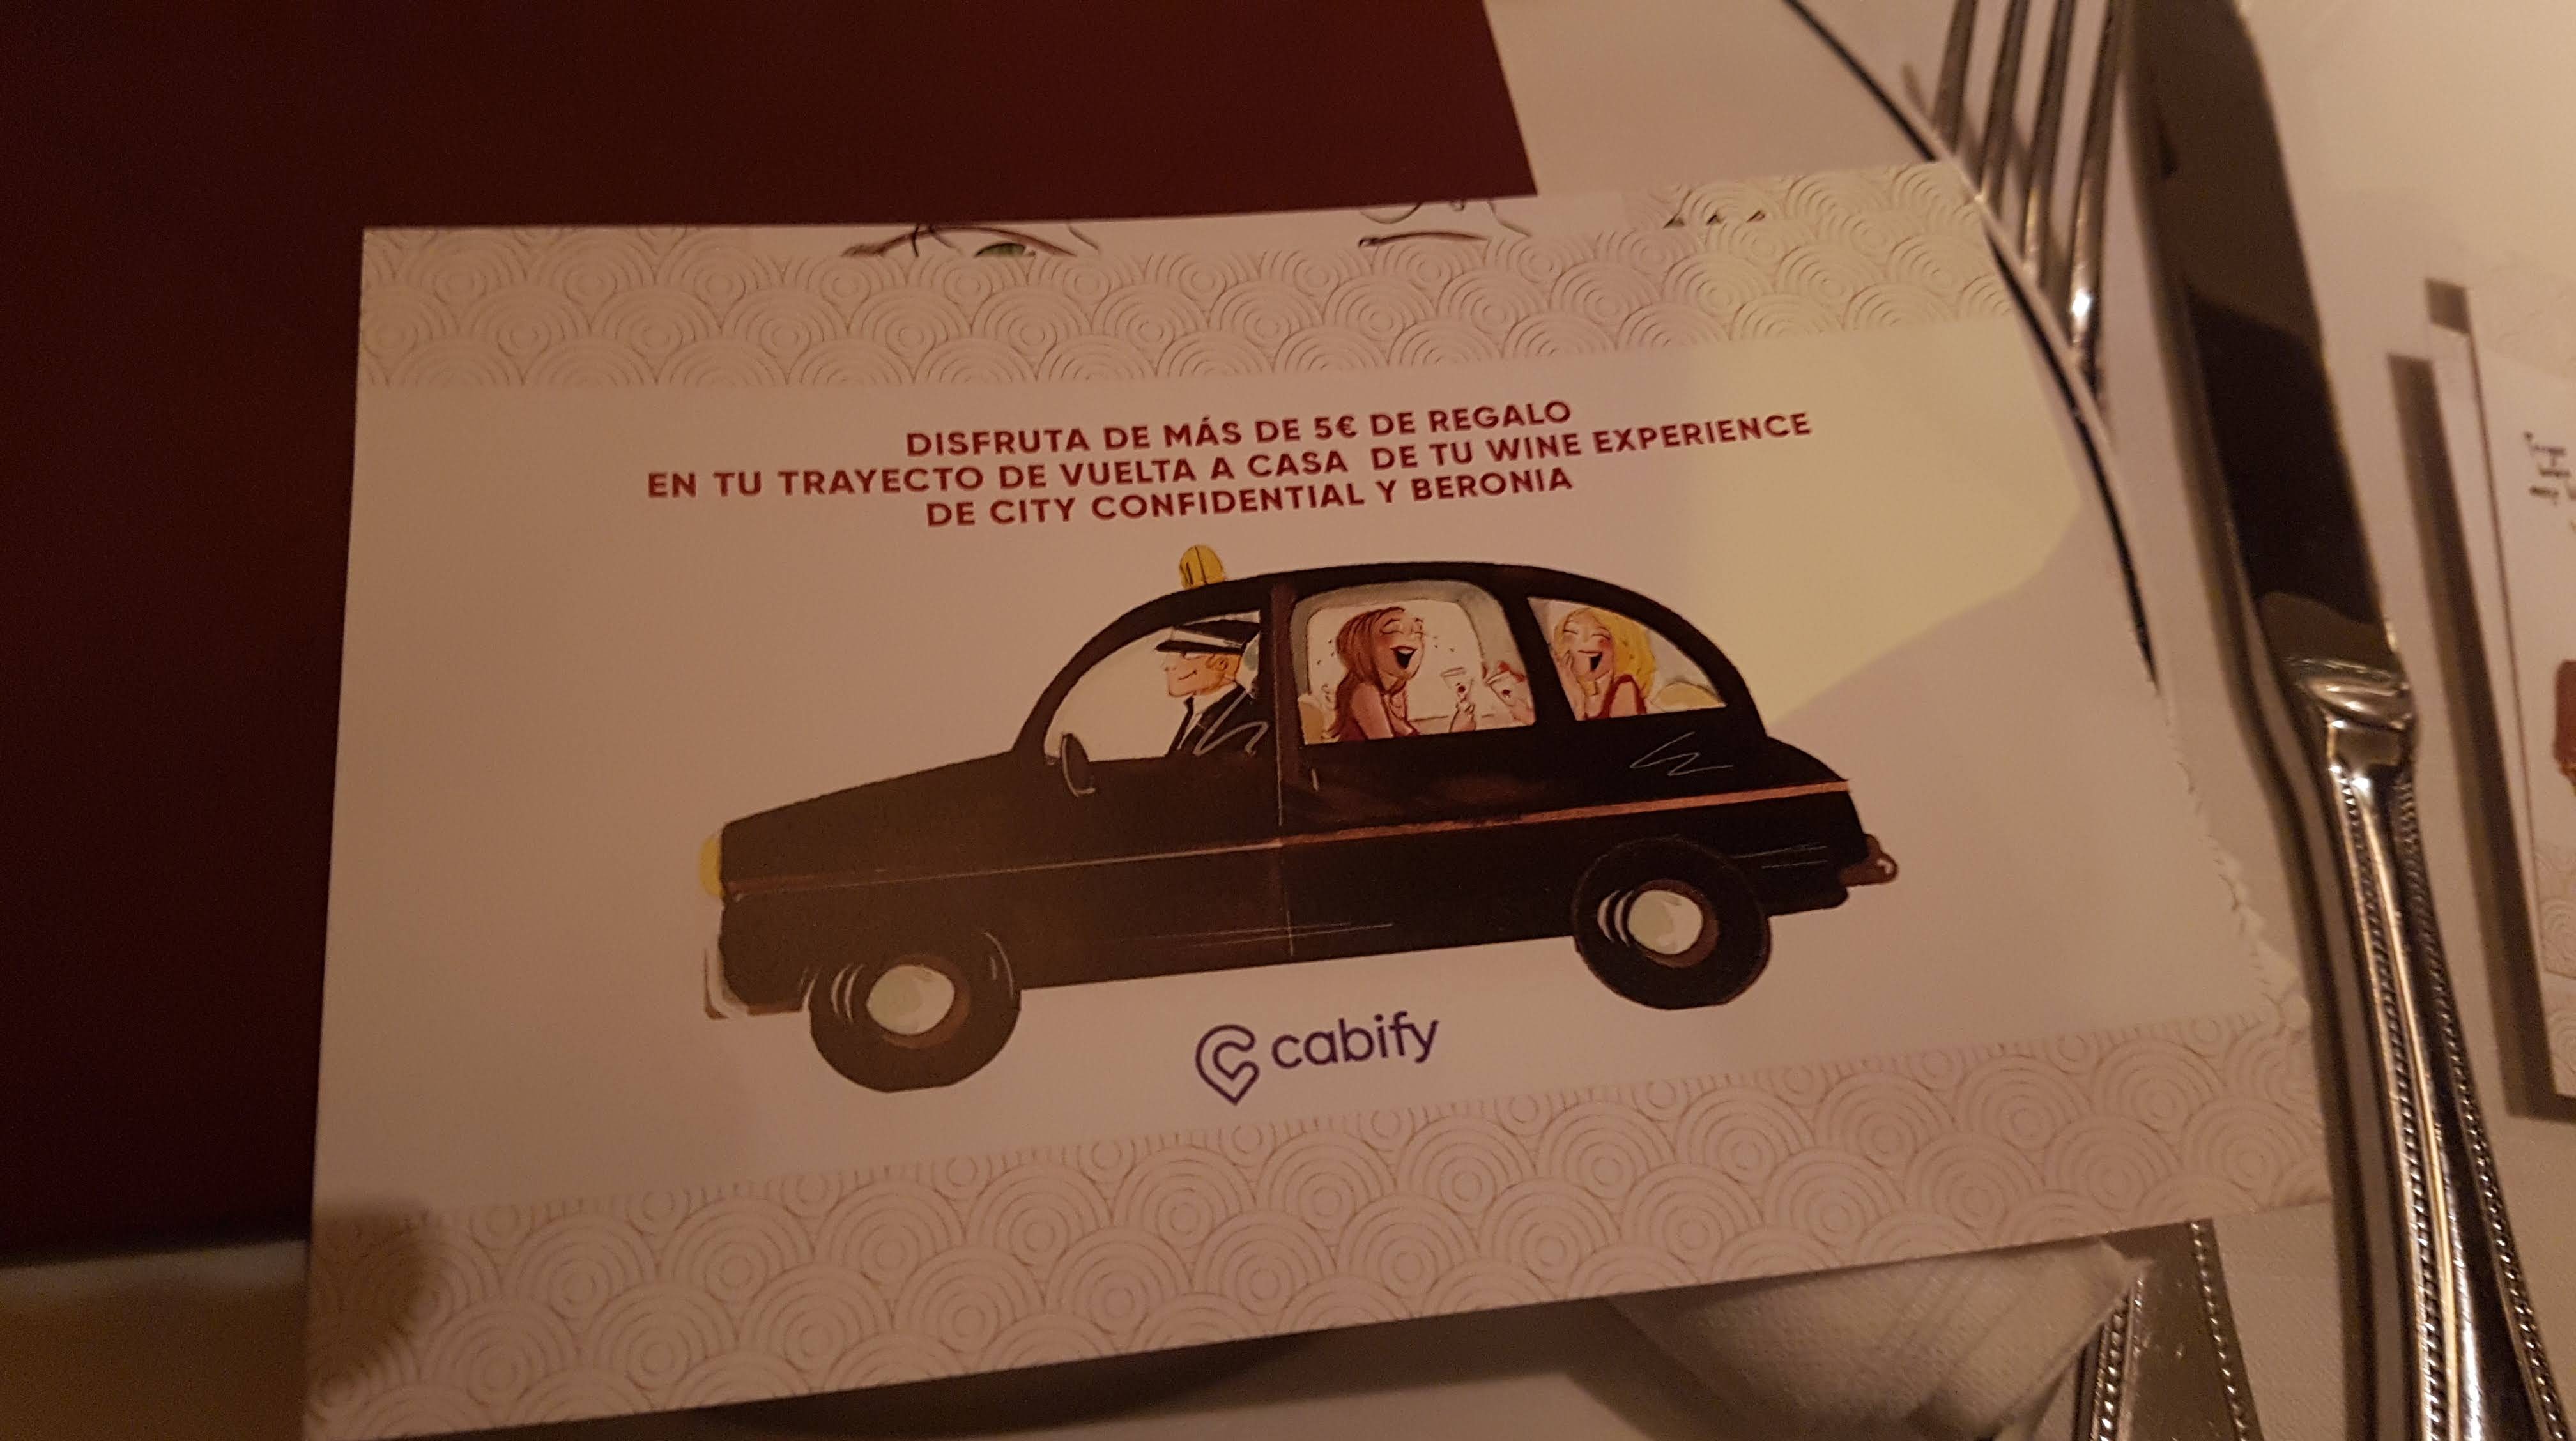 DISFRUTA DE MÁS DE 5€ DE REGALO
EN TU TRAYECTO DE VUELTA A CASA DE TU WINE EXPERIENCE
DE CITY CONFIDENTIAL Y BERONIA
cabify